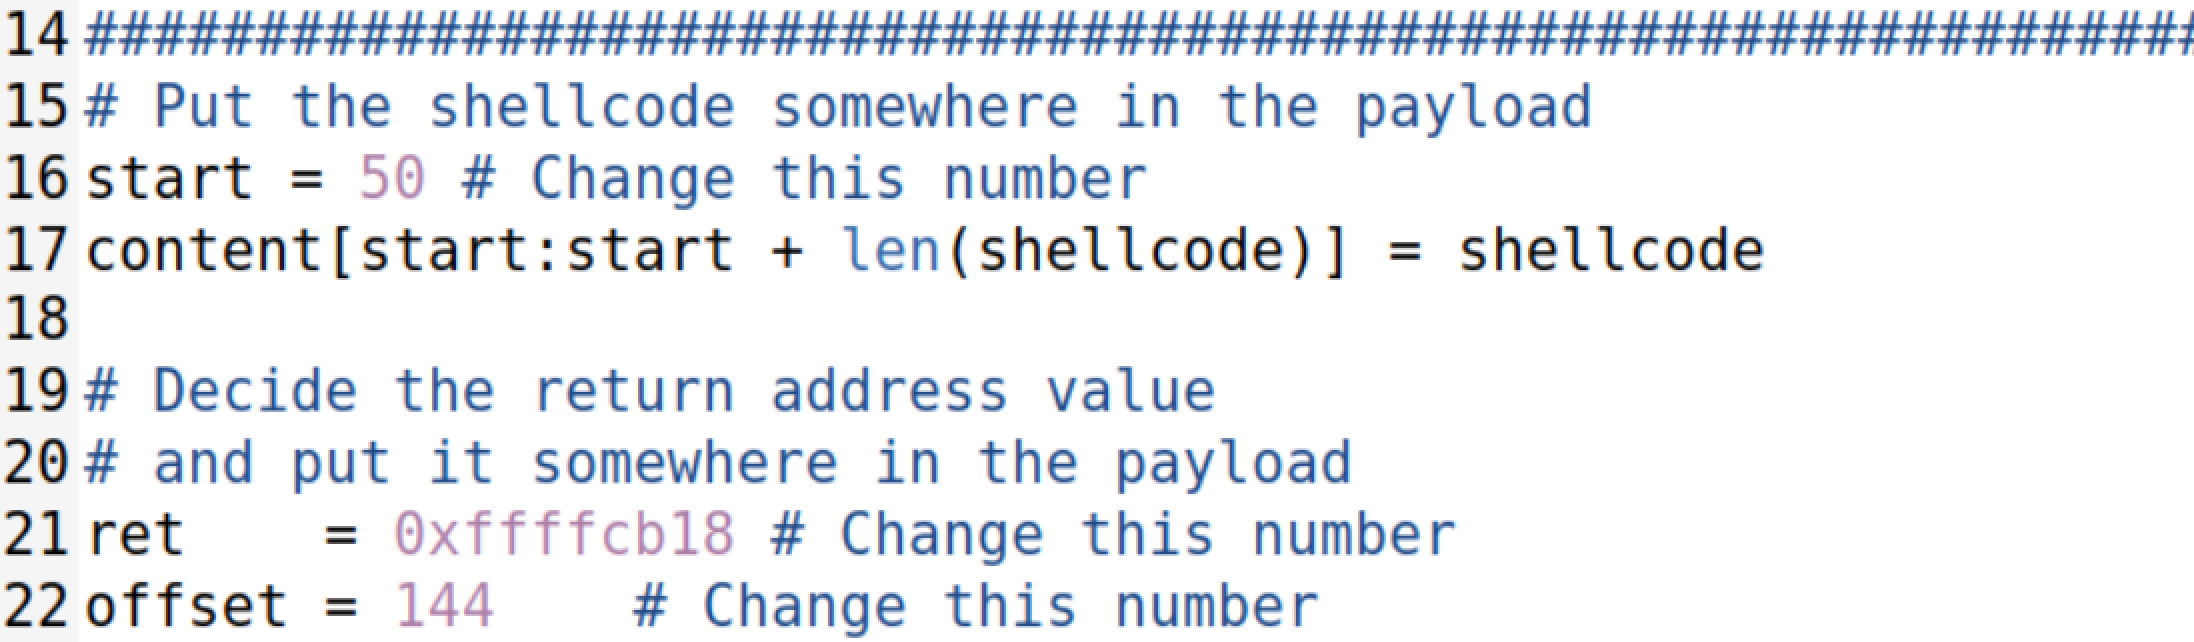 14 ##############################################################
15 # Put the shellcode somewhere in the payload
16 start = 50 # Change this number
17 content[start:start + len(shellcode)] = shellcode
18
19 # Decide the return address value
20 # and put it somewhere in the payload
21 ret    = 0xffffcb18 # Change this number
22 offset = 144    # Change this number